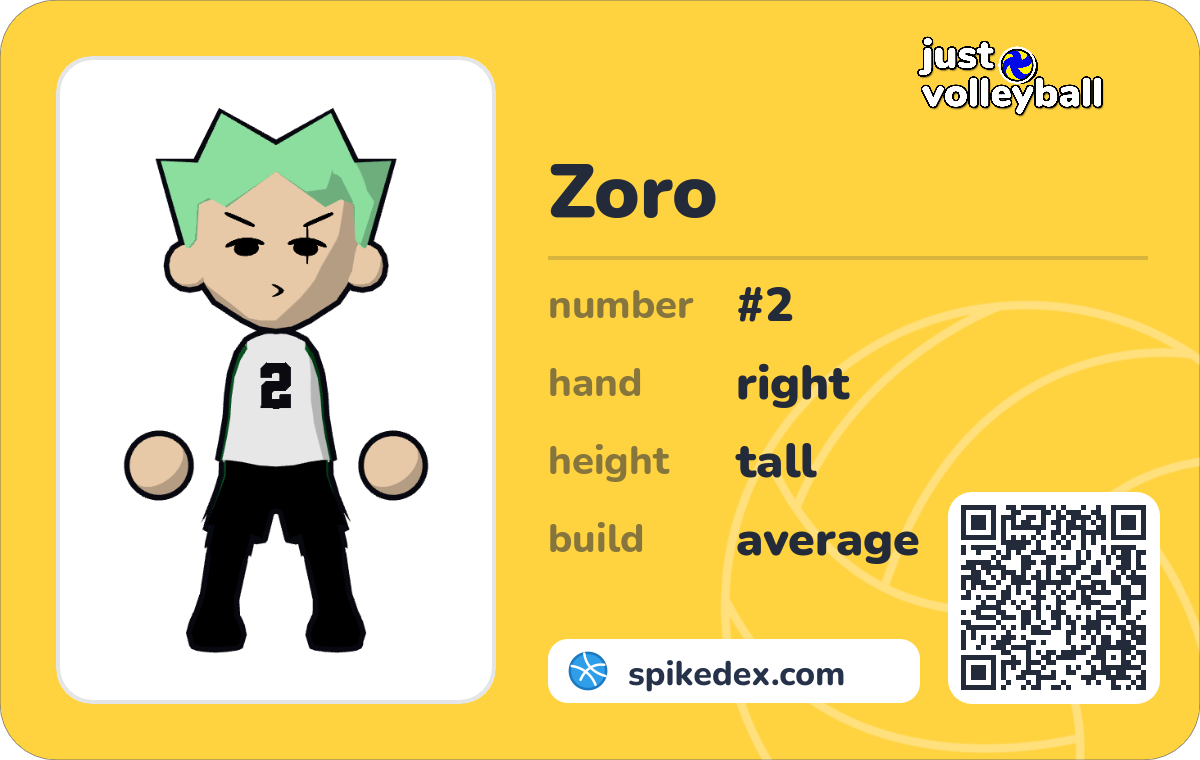 just
volleyball
Zoro
number #2
hand right
height tall
build average
2
spikedex.com